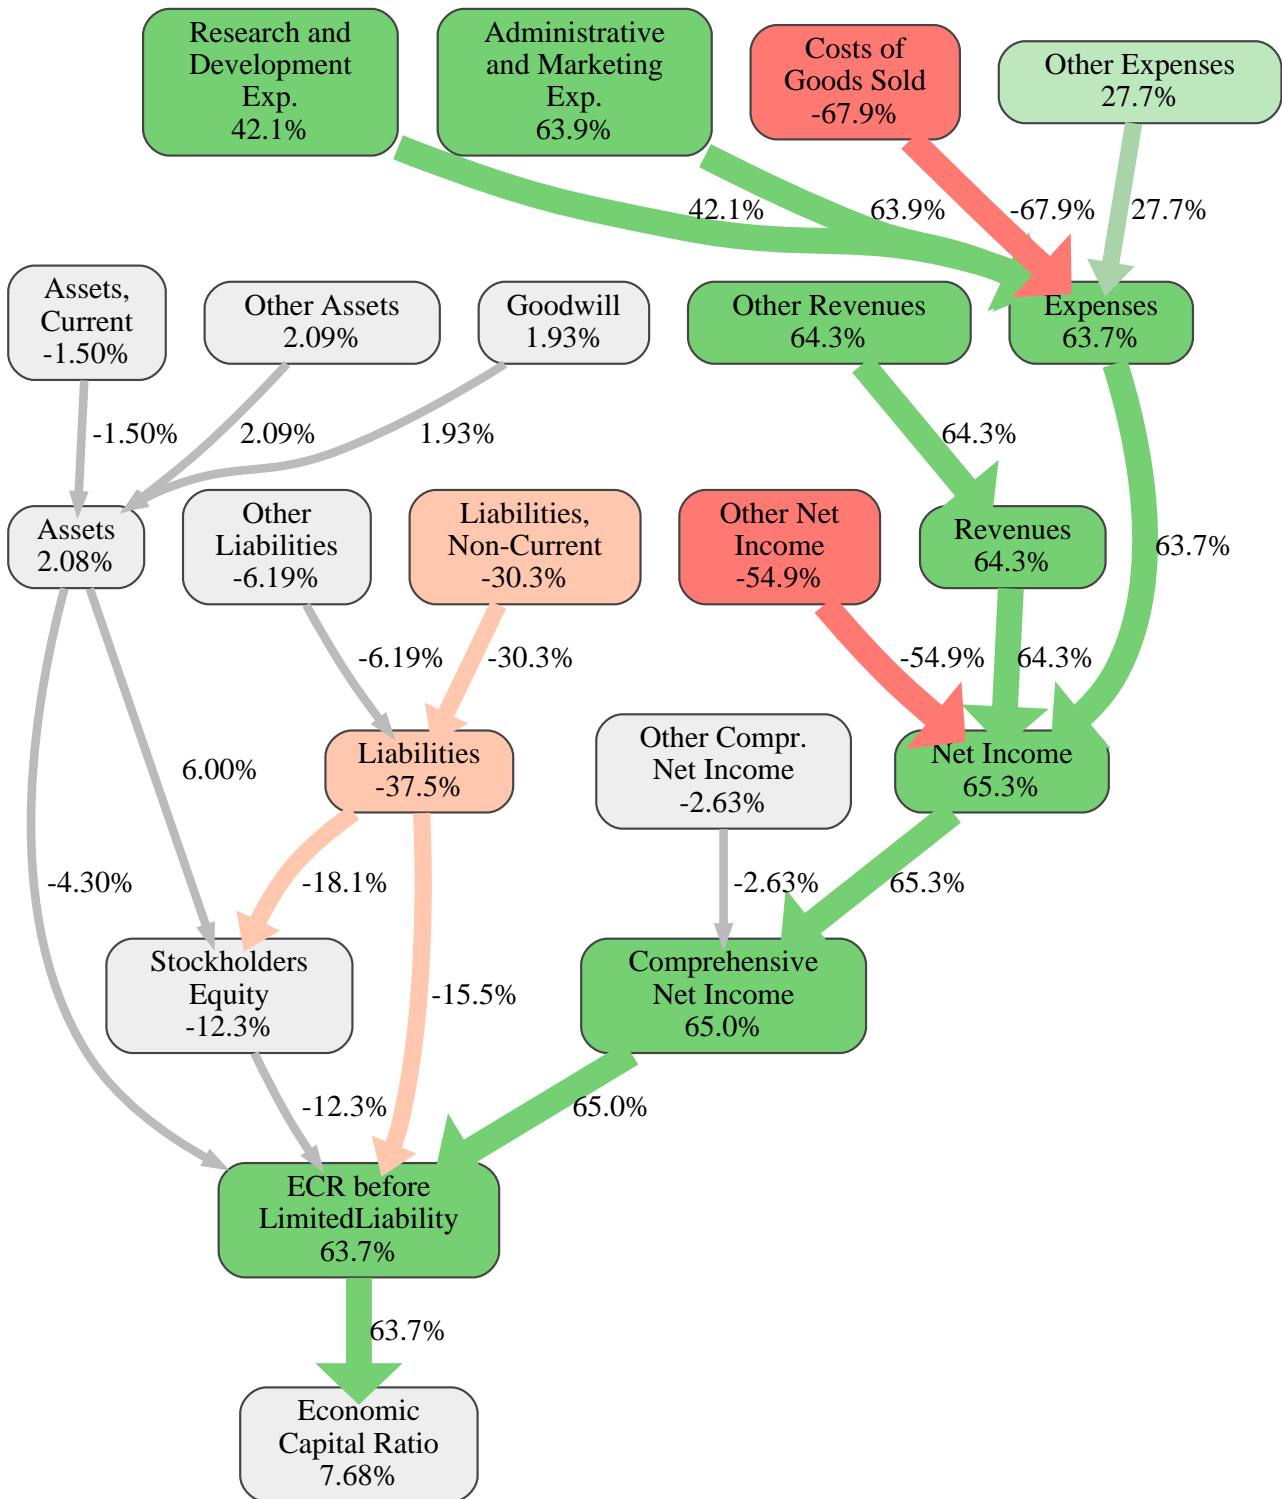 Research and
Development
Exp.
42.1%
Administrative
and Marketing
Exp.
63.9%
Costs of
Goods Sold
-67.9%
Other Expenses
27.7%
42.1%
63.9%
-67.9%
27.7%
Assets,
Current
-1.50%
Other Assets
2.09%
Goodwill
1.93%
Other Revenues
64.3%
Expenses
63.7%
-1.50%
2.09%
1.93%
64.3%
Assets
2.08%
Other
Liabilities
-6.19%
Liabilities,
Non-Current
-30.3%
Other Net
Income
-54.9%
Revenues
64.3%
63.7%
-6.19%
-30.3%
-54.9%
64.3%
Liabilities
-37.5%
Other Compr.
Net Income
-2.63%
Net Income
65.3%
6.00%
-4.30%
-18.1%
-2.63%
65.3%
Stockholders
Equity
-12.3%
-15.5%
Comprehensive
Net Income
65.0%
-12.3%
65.0%
ECR before
LimitedLiability
63.7%
63.7%
Economic
Capital Ratio
7.68%